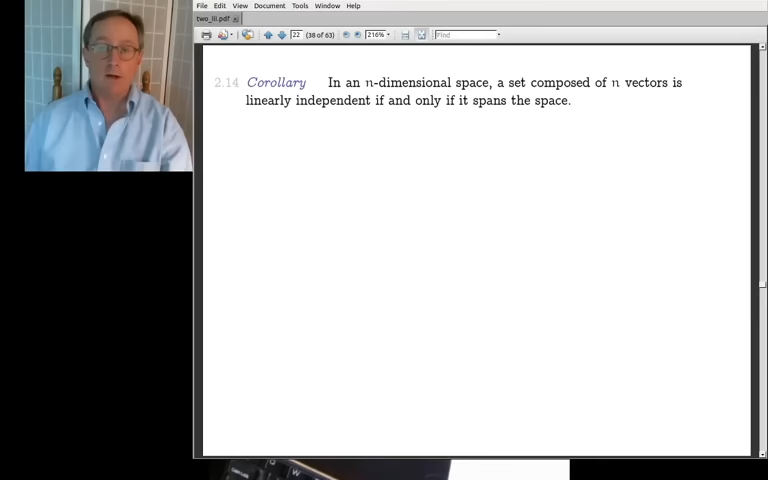 File Edit View Document Tools Window Help
two_iii.pdf
22 (38 of 63) 216% Find
2.14 Corollary In an n-dimensional space, a set composed of n vectors is
linearly independent if and only if it spans the space.